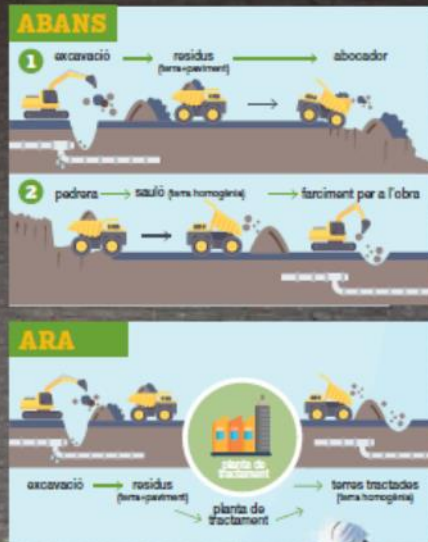 ABANS
1 excavació → residus → abocador
(terra+paviment)
2 pedrera → sauló (terra homogènia) → farciment per a l'obra
ARA
planta de
tractament
excavació → residus
(terra+paviment)
planta de
tractament
→ terres tractades
(terra homogènia)